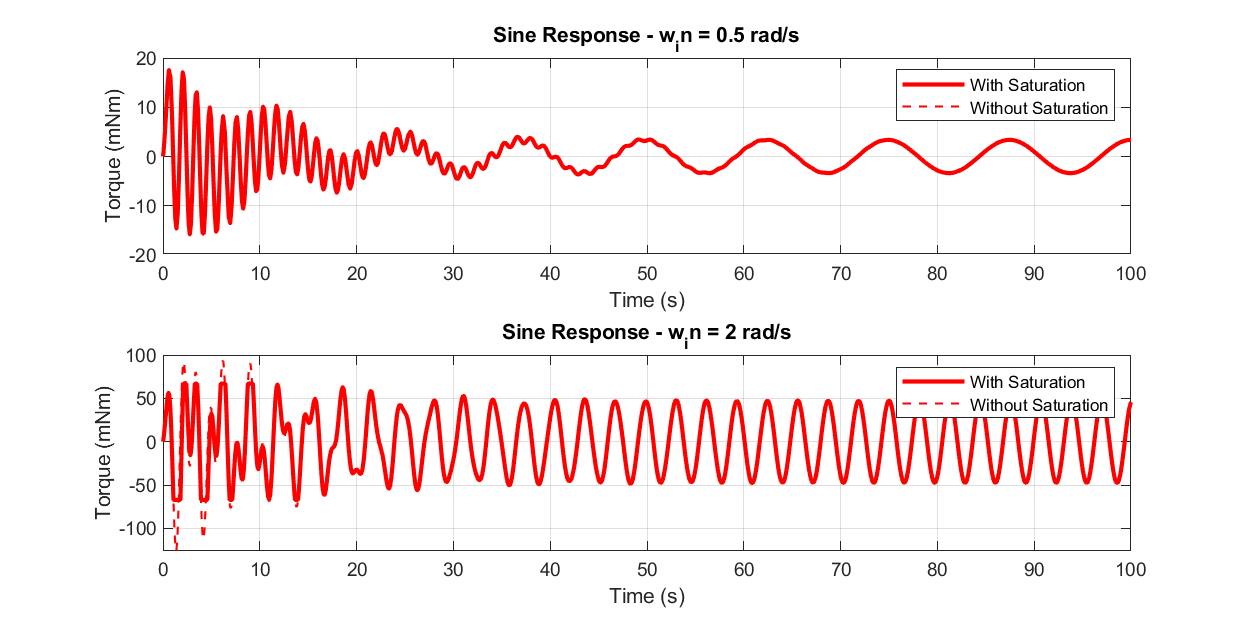 Sine Response - w_in = 0.5 rad/s
20
10
0
-10
-20
Torque (mNm)
With Saturation
Without Saturation
0 10 20 30 40 50 60 70 80 90 100
Time (s)
Sine Response - w_in = 2 rad/s
100
50
0
-50
-100
Torque (mNm)
With Saturation
Without Saturation
0 10 20 30 40 50 60 70 80 90 100
Time (s)